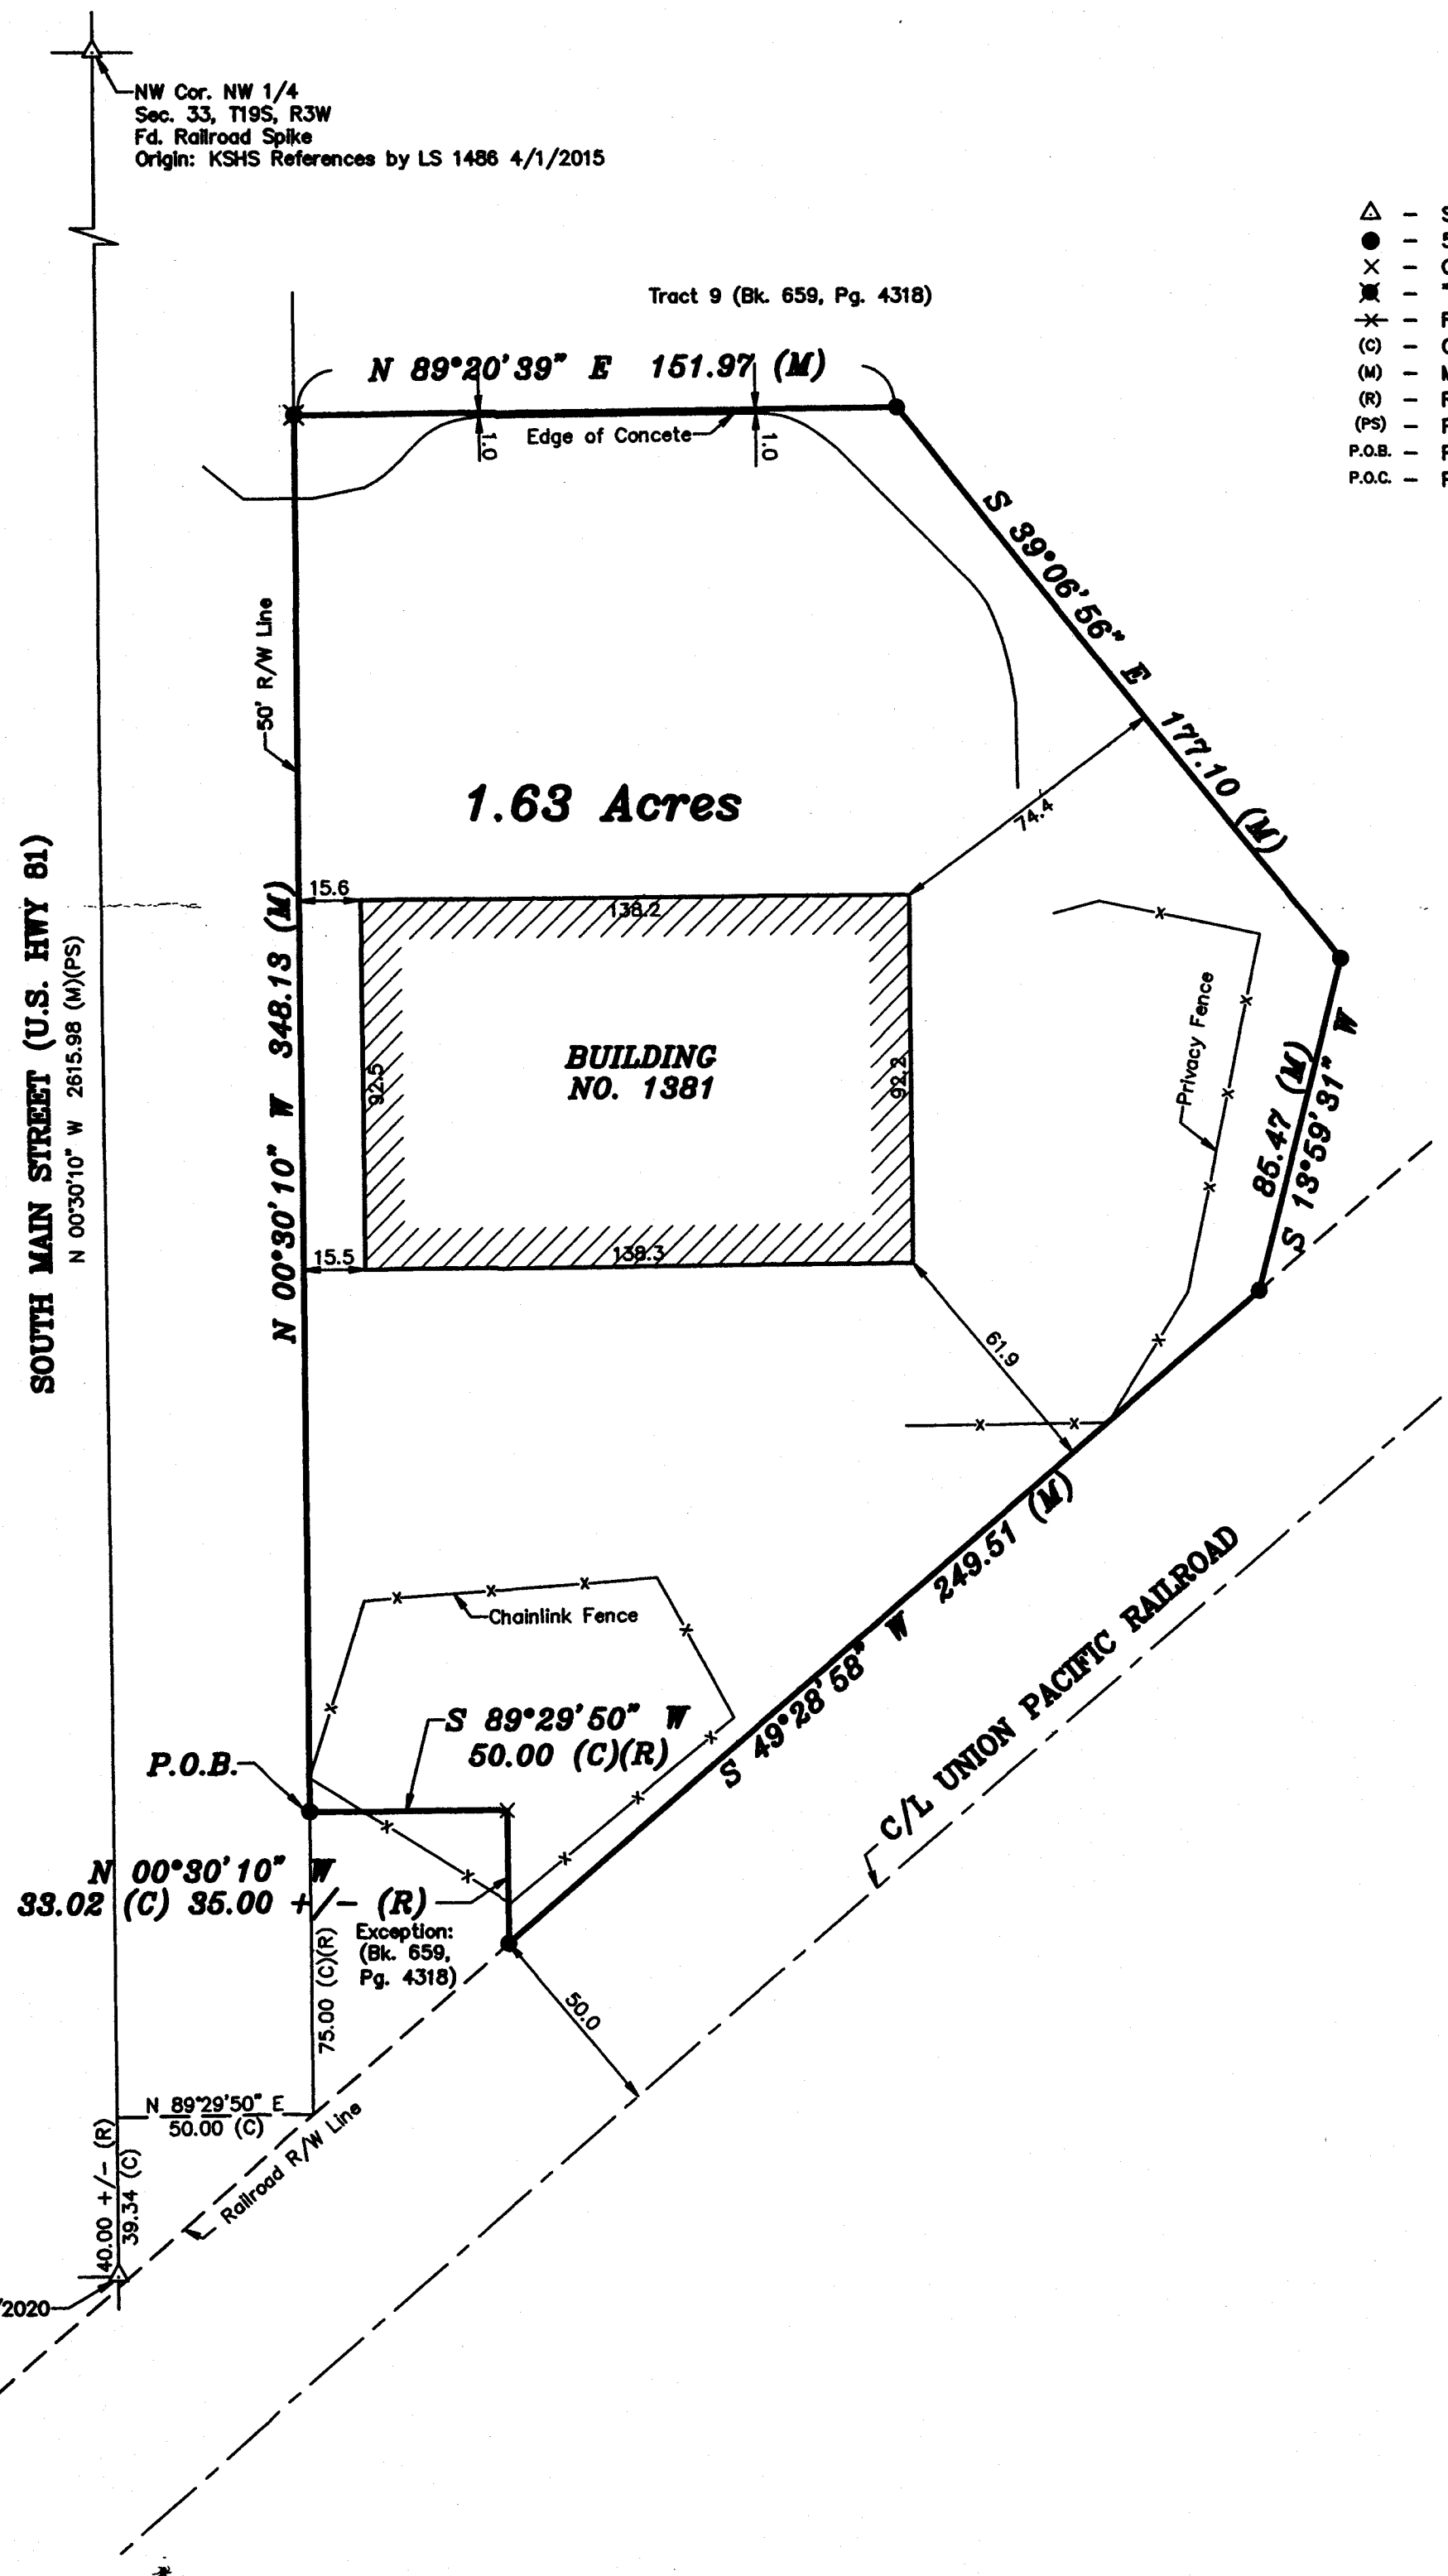 NW Cor. NW 1/4
Sec. 33, T19S, R3W
Fd. Railroad Spike
Origin: KSHS References by LS 1486 4/1/2015
△ – S
● – 5
× – 
(C) – 
(M) – M
(R) – 
(PS) – 
P.O.B. – 
P.O.C. – 
Tract 9 (Bk. 659, Pg. 4318)
N 89°20'39" E 151.97 (M)
1.0
Edge of Concete
1.0
S 39°06'56" E 177.10 (M)
50' R/W Line
1.63 Acres
74.4
SOUTH MAIN STREET (U.S. HWY 81)
N 00°30'10" W 2615.98 (M)(PS)
N 00°30'10" W 348.13 (M)
15.6
138.2
92.5
BUILDING
NO. 1381
92.2
Privacy Fence
85.47 (M)
S 13°59'31" W
15.5
138.3
61.9
S 49°28'58" W 249.51 (M)
C/L UNION PACIFIC RAILROAD
Chainlink Fence
S 89°29'50" W
50.00 (C)(R)
P.O.B.
N 00°30'10" W
33.02 (C) 35.00 +/- (R)
Exception:
(Bk. 659,
Pg. 4318)
75.00 (C)(R)
50.0
N 89°29'50" E
50.00 (C)
Railroad R/W Line
40.00 +/- (R)
39.34 (C)
/2020